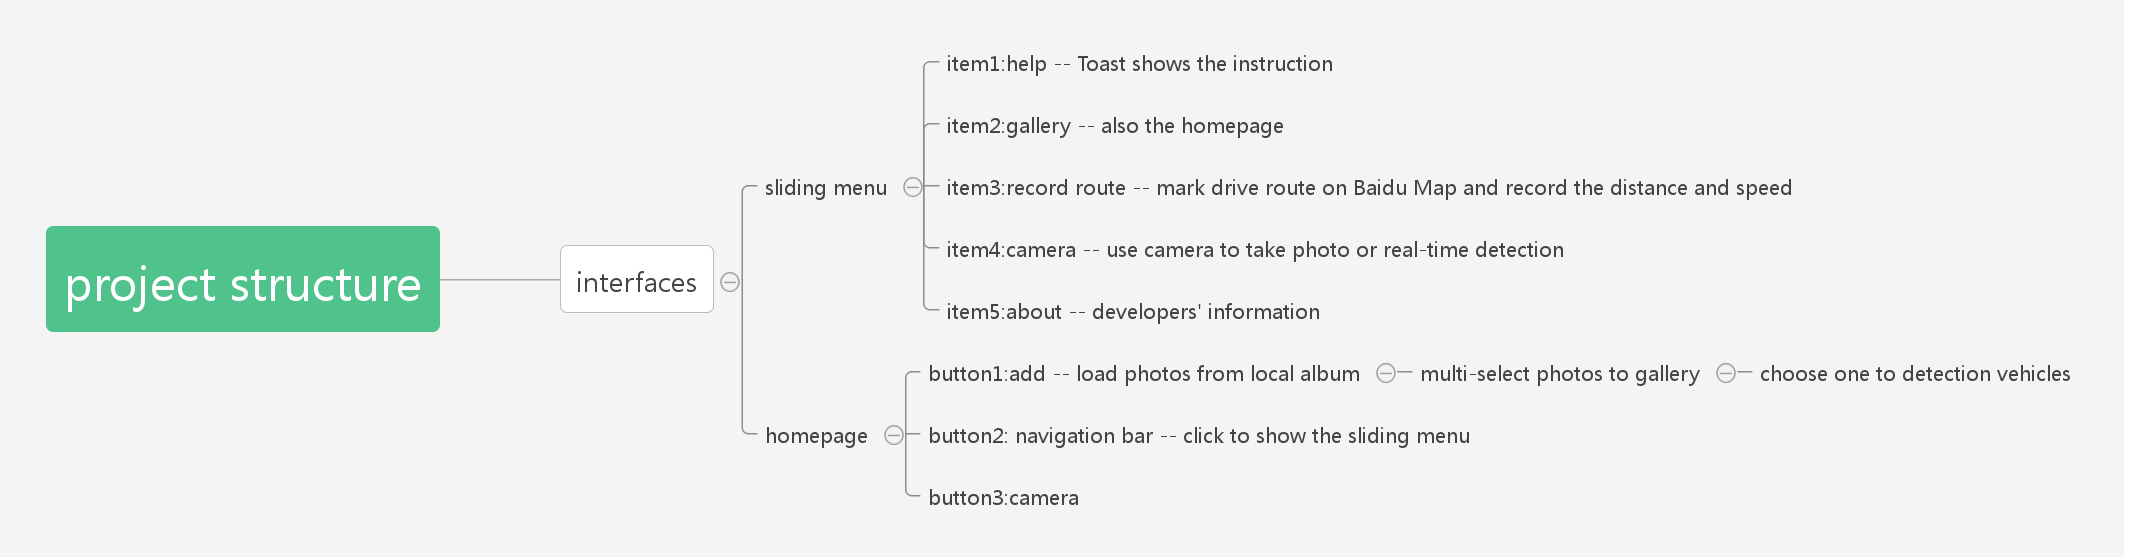 project structure
interfaces
sliding menu
item1:help -- Toast shows the instruction
item2:gallery -- also the homepage
item3:record route -- mark drive route on Baidu Map and record the distance and speed
item4:camera -- use camera to take photo or real-time detection
item5:about -- developers' information
homepage
button1:add -- load photos from local album
multi-select photos to gallery
choose one to detection vehicles
button2: navigation bar -- click to show the sliding menu
button3:camera